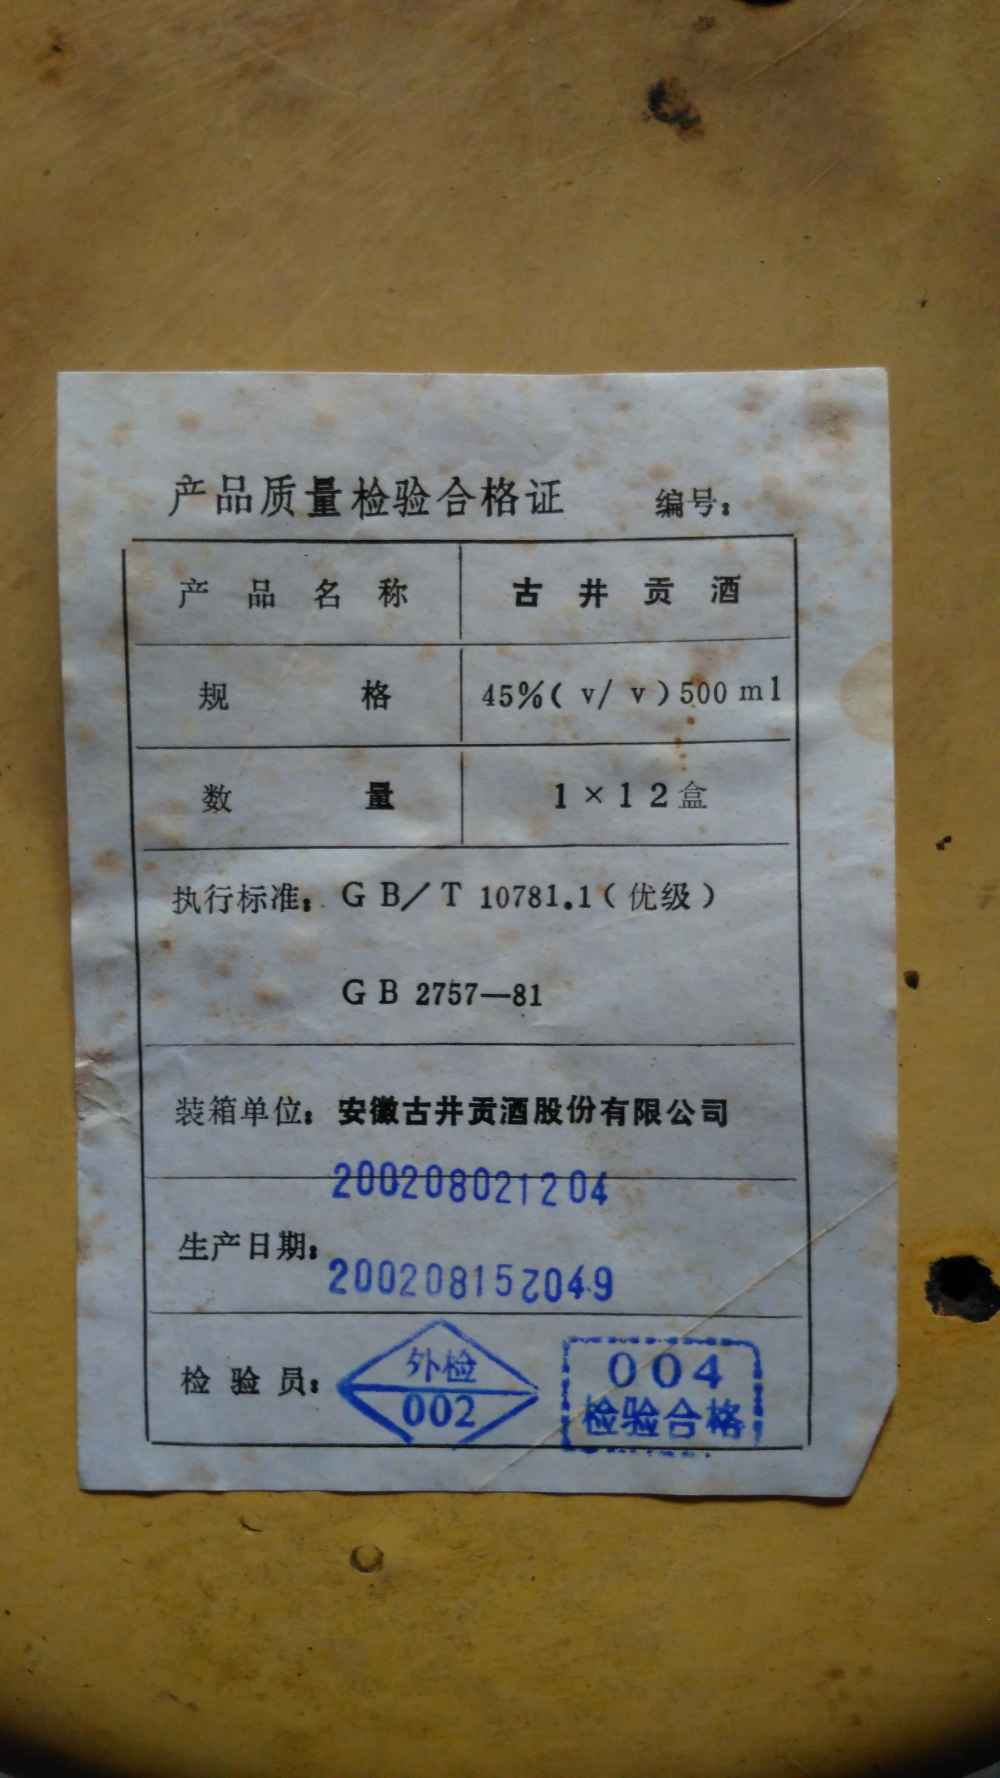 产品质量检验合格证 编号：
产品名称 古井贡酒
规格 45%(v/v)500ml
数量 1×12盒
执行标准：GB/T 10781.1(优级)
GB 2757—81
装箱单位：安徽古井贡酒股份有限公司
200208021204
生产日期：
200208152049
检验员：
外检
002
004
检验合格